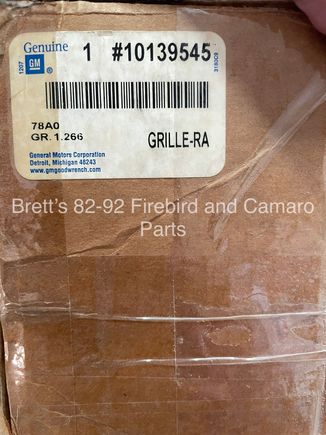 Genuine
GM
®
1207
1 #10139545
3180C9
78A0
GR. 1.266
GRILLE-RA
General Motors Corporation
Detroit, Michigan 48243
www.gmgoodwrench.com
Brett's 82-92 Firebird and Camaro
Parts